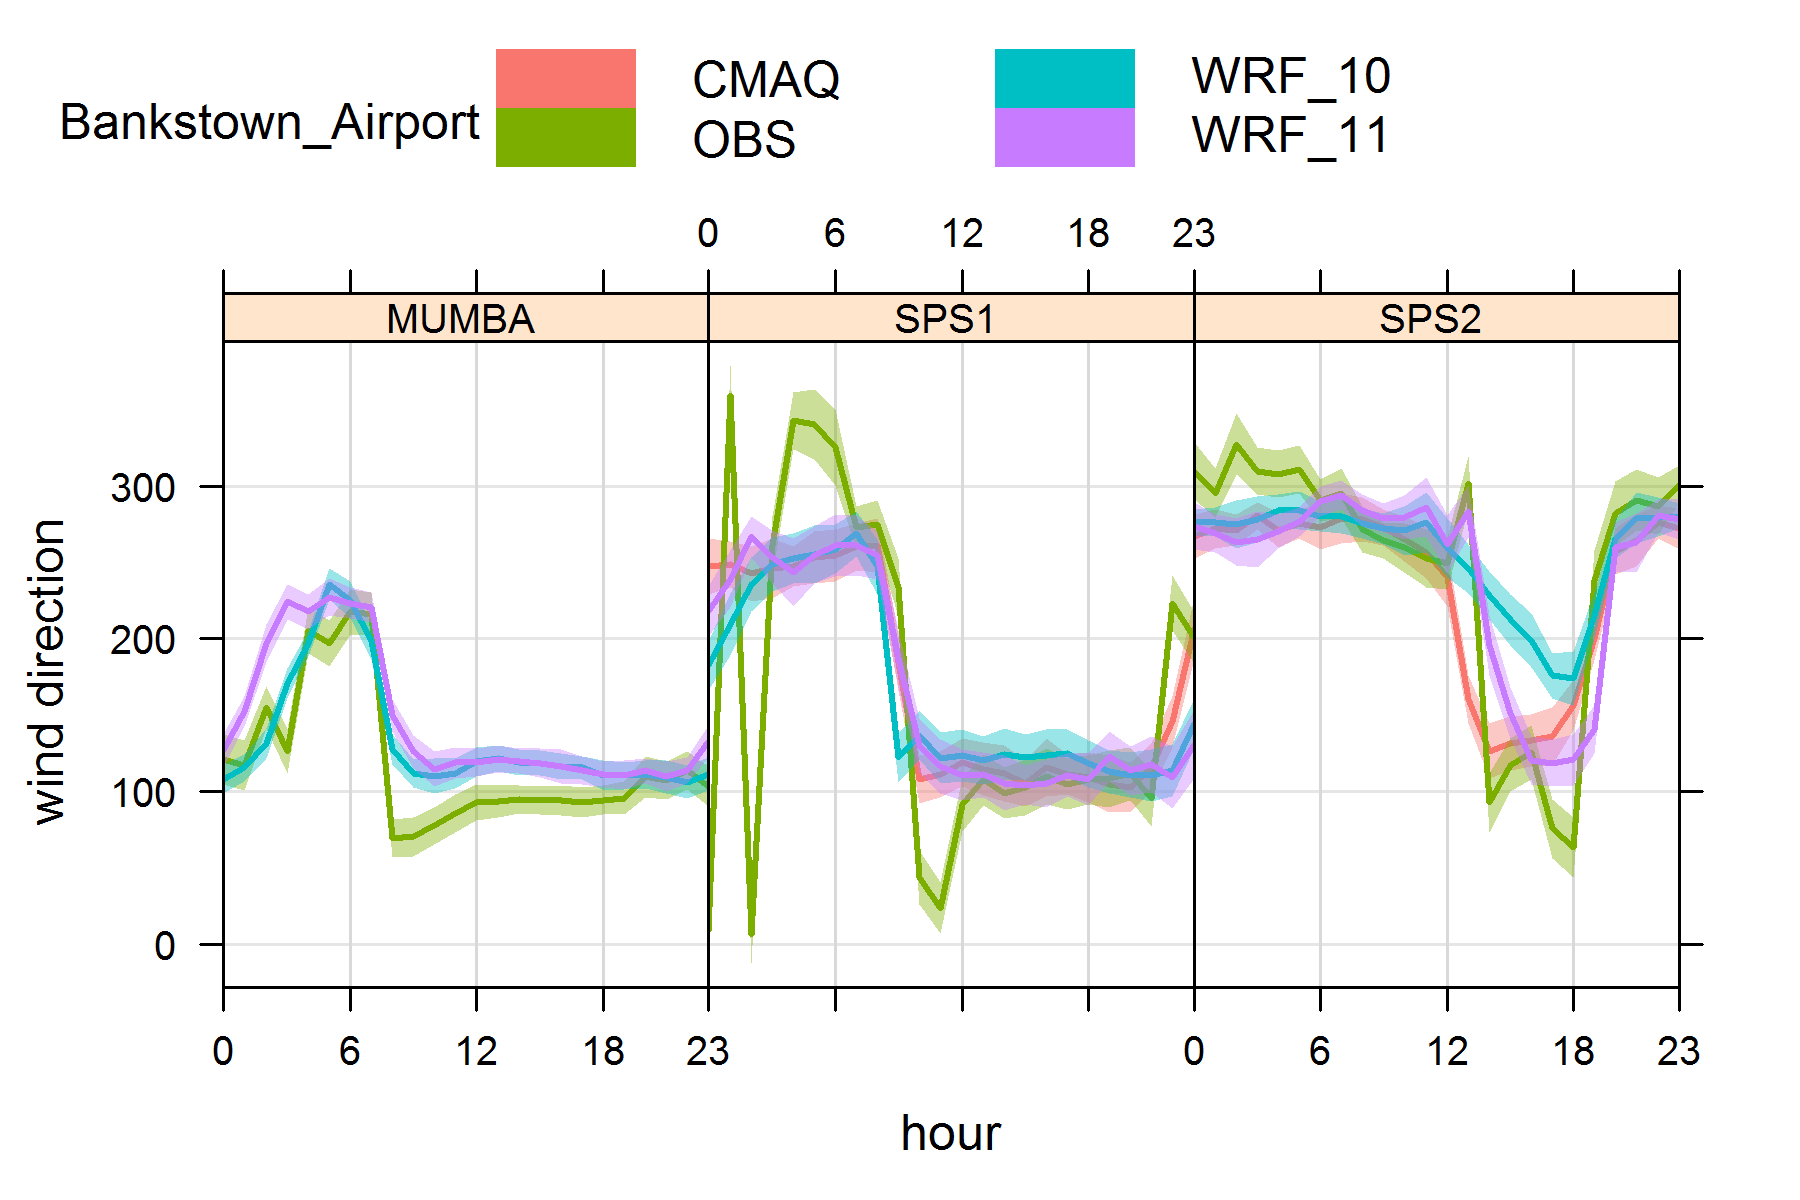 Bankstown_Airport
CMAQ
OBS
WRF_10
WRF_11
0 6 12 18 23
MUMBA SPS1 SPS2
wind direction
300
200
100
0
0 6 12 18 23 0 6 12 18 23
hour